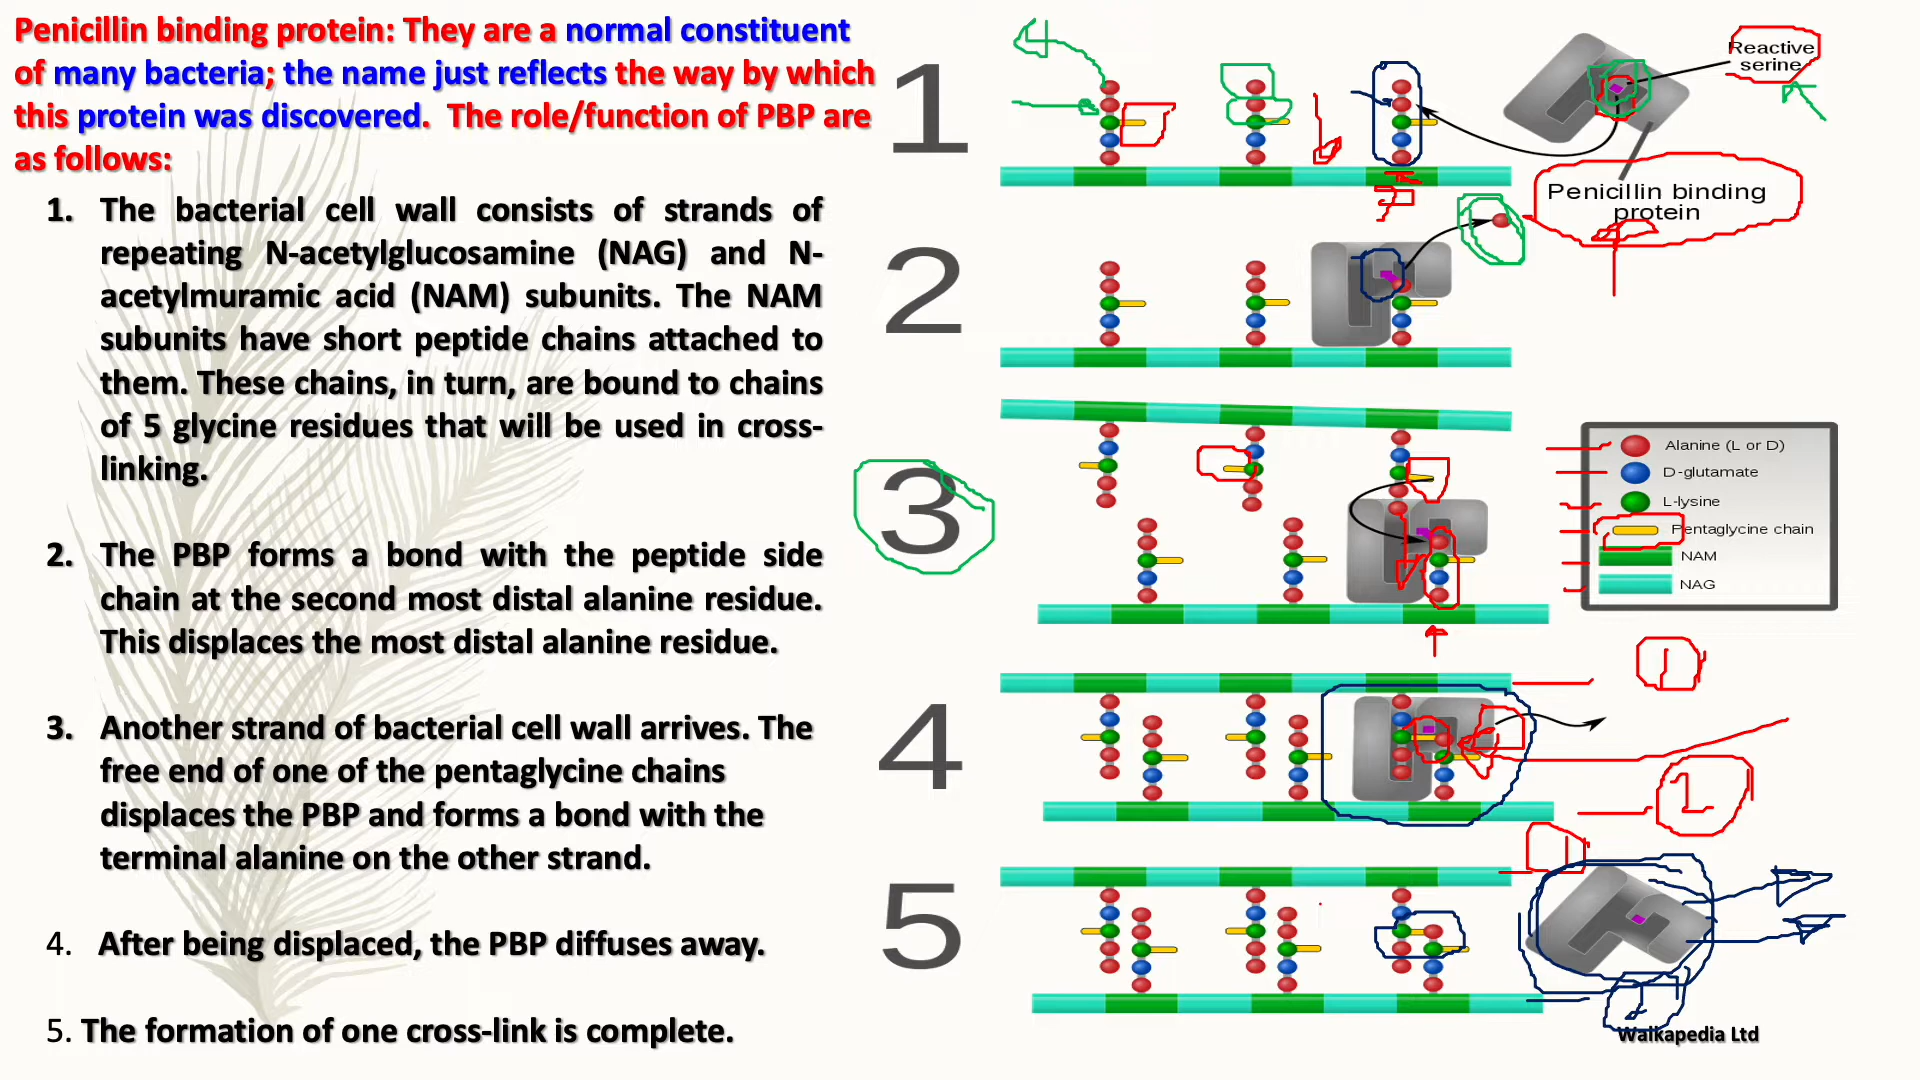 Penicillin binding protein: They are a normal constituent
of many bacteria; the name just reflects the way by which
this protein was discovered.  The role/function of PBP are
as follows:
1. The bacterial cell wall consists of strands of
repeating N-acetylglucosamine (NAG) and N-
acetylmuramic acid (NAM) subunits. The NAM
subunits have short peptide chains attached to
them. These chains, in turn, are bound to chains
of 5 glycine residues that will be used in cross-
linking.
2. The PBP forms a bond with the peptide side
chain at the second most distal alanine residue.
This displaces the most distal alanine residue.
3. Another strand of bacterial cell wall arrives. The
free end of one of the pentaglycine chains
displaces the PBP and forms a bond with the
terminal alanine on the other strand.
4. After being displaced, the PBP diffuses away.
5. The formation of one cross-link is complete.
1
Reactive
serine
Penicillin binding
protein
2
3
Alanine (L or D)
D-glutamate
L-lysine
Pentaglycine chain
NAM
NAG
1
4
2
5
1
Walkapedia Ltd